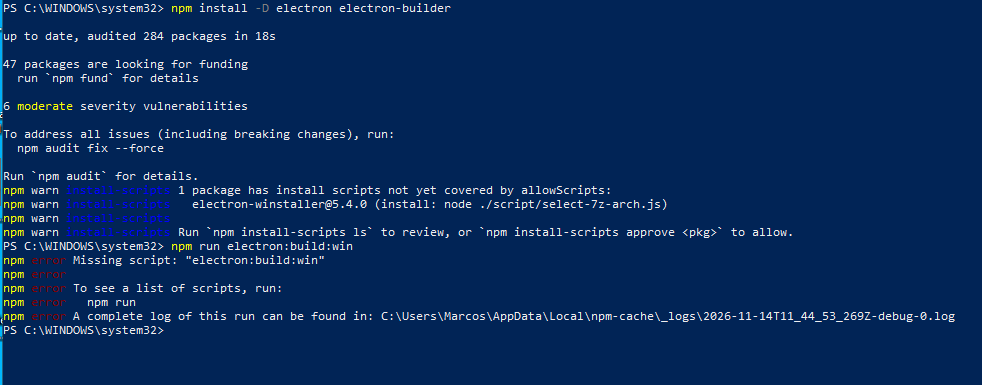 PS C:\WINDOWS\system32> npm install -D electron electron-builder
up to date, audited 284 packages in 18s
47 packages are looking for funding
run `npm fund` for details
6 moderate severity vulnerabilities
To address all issues (including breaking changes), run:
npm audit fix --force
Run `npm audit` for details.
npm warn install-scripts 1 package has install scripts not yet covered by allowScripts:
npm warn install-scripts electron-winstaller@5.4.0 (install: node ./script/select-7z-arch.js)
npm warn install-scripts
npm warn install-scripts Run `npm install-scripts ls` to review, or `npm install-scripts approve <pkg>` to allow.
PS C:\WINDOWS\system32> npm run electron:build:win
npm error Missing script: "electron:build:win"
npm error
npm error To see a list of scripts, run:
npm error npm run
npm error A complete log of this run can be found in: C:\Users\Marcos\AppData\Local\npm-cache\_logs\2026-11-14T11_44_53_269Z-debug-0.log
PS C:\WINDOWS\system32>